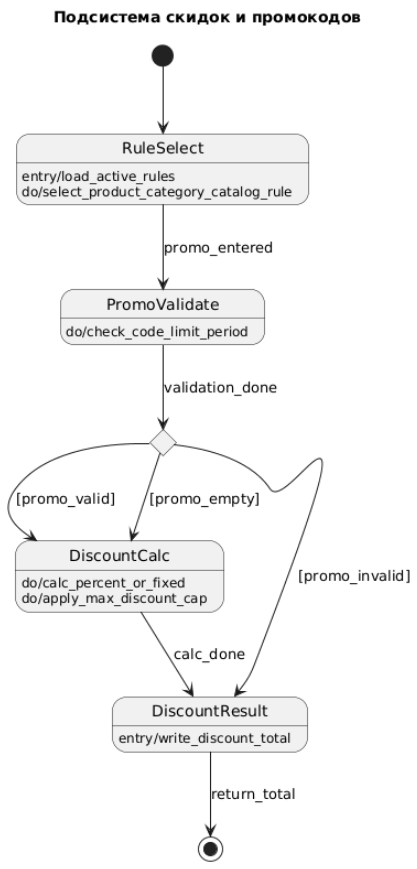 Подсистема скидок и промокодов
RuleSelect
entry/load_active_rules
do/select_product_category_catalog_rule
promo_entered
PromoValidate
do/check_code_limit_period
validation_done
[promo_valid]
[promo_empty]
[promo_invalid]
DiscountCalc
do/calc_percent_or_fixed
do/apply_max_discount_cap
calc_done
DiscountResult
entry/write_discount_total
return_total